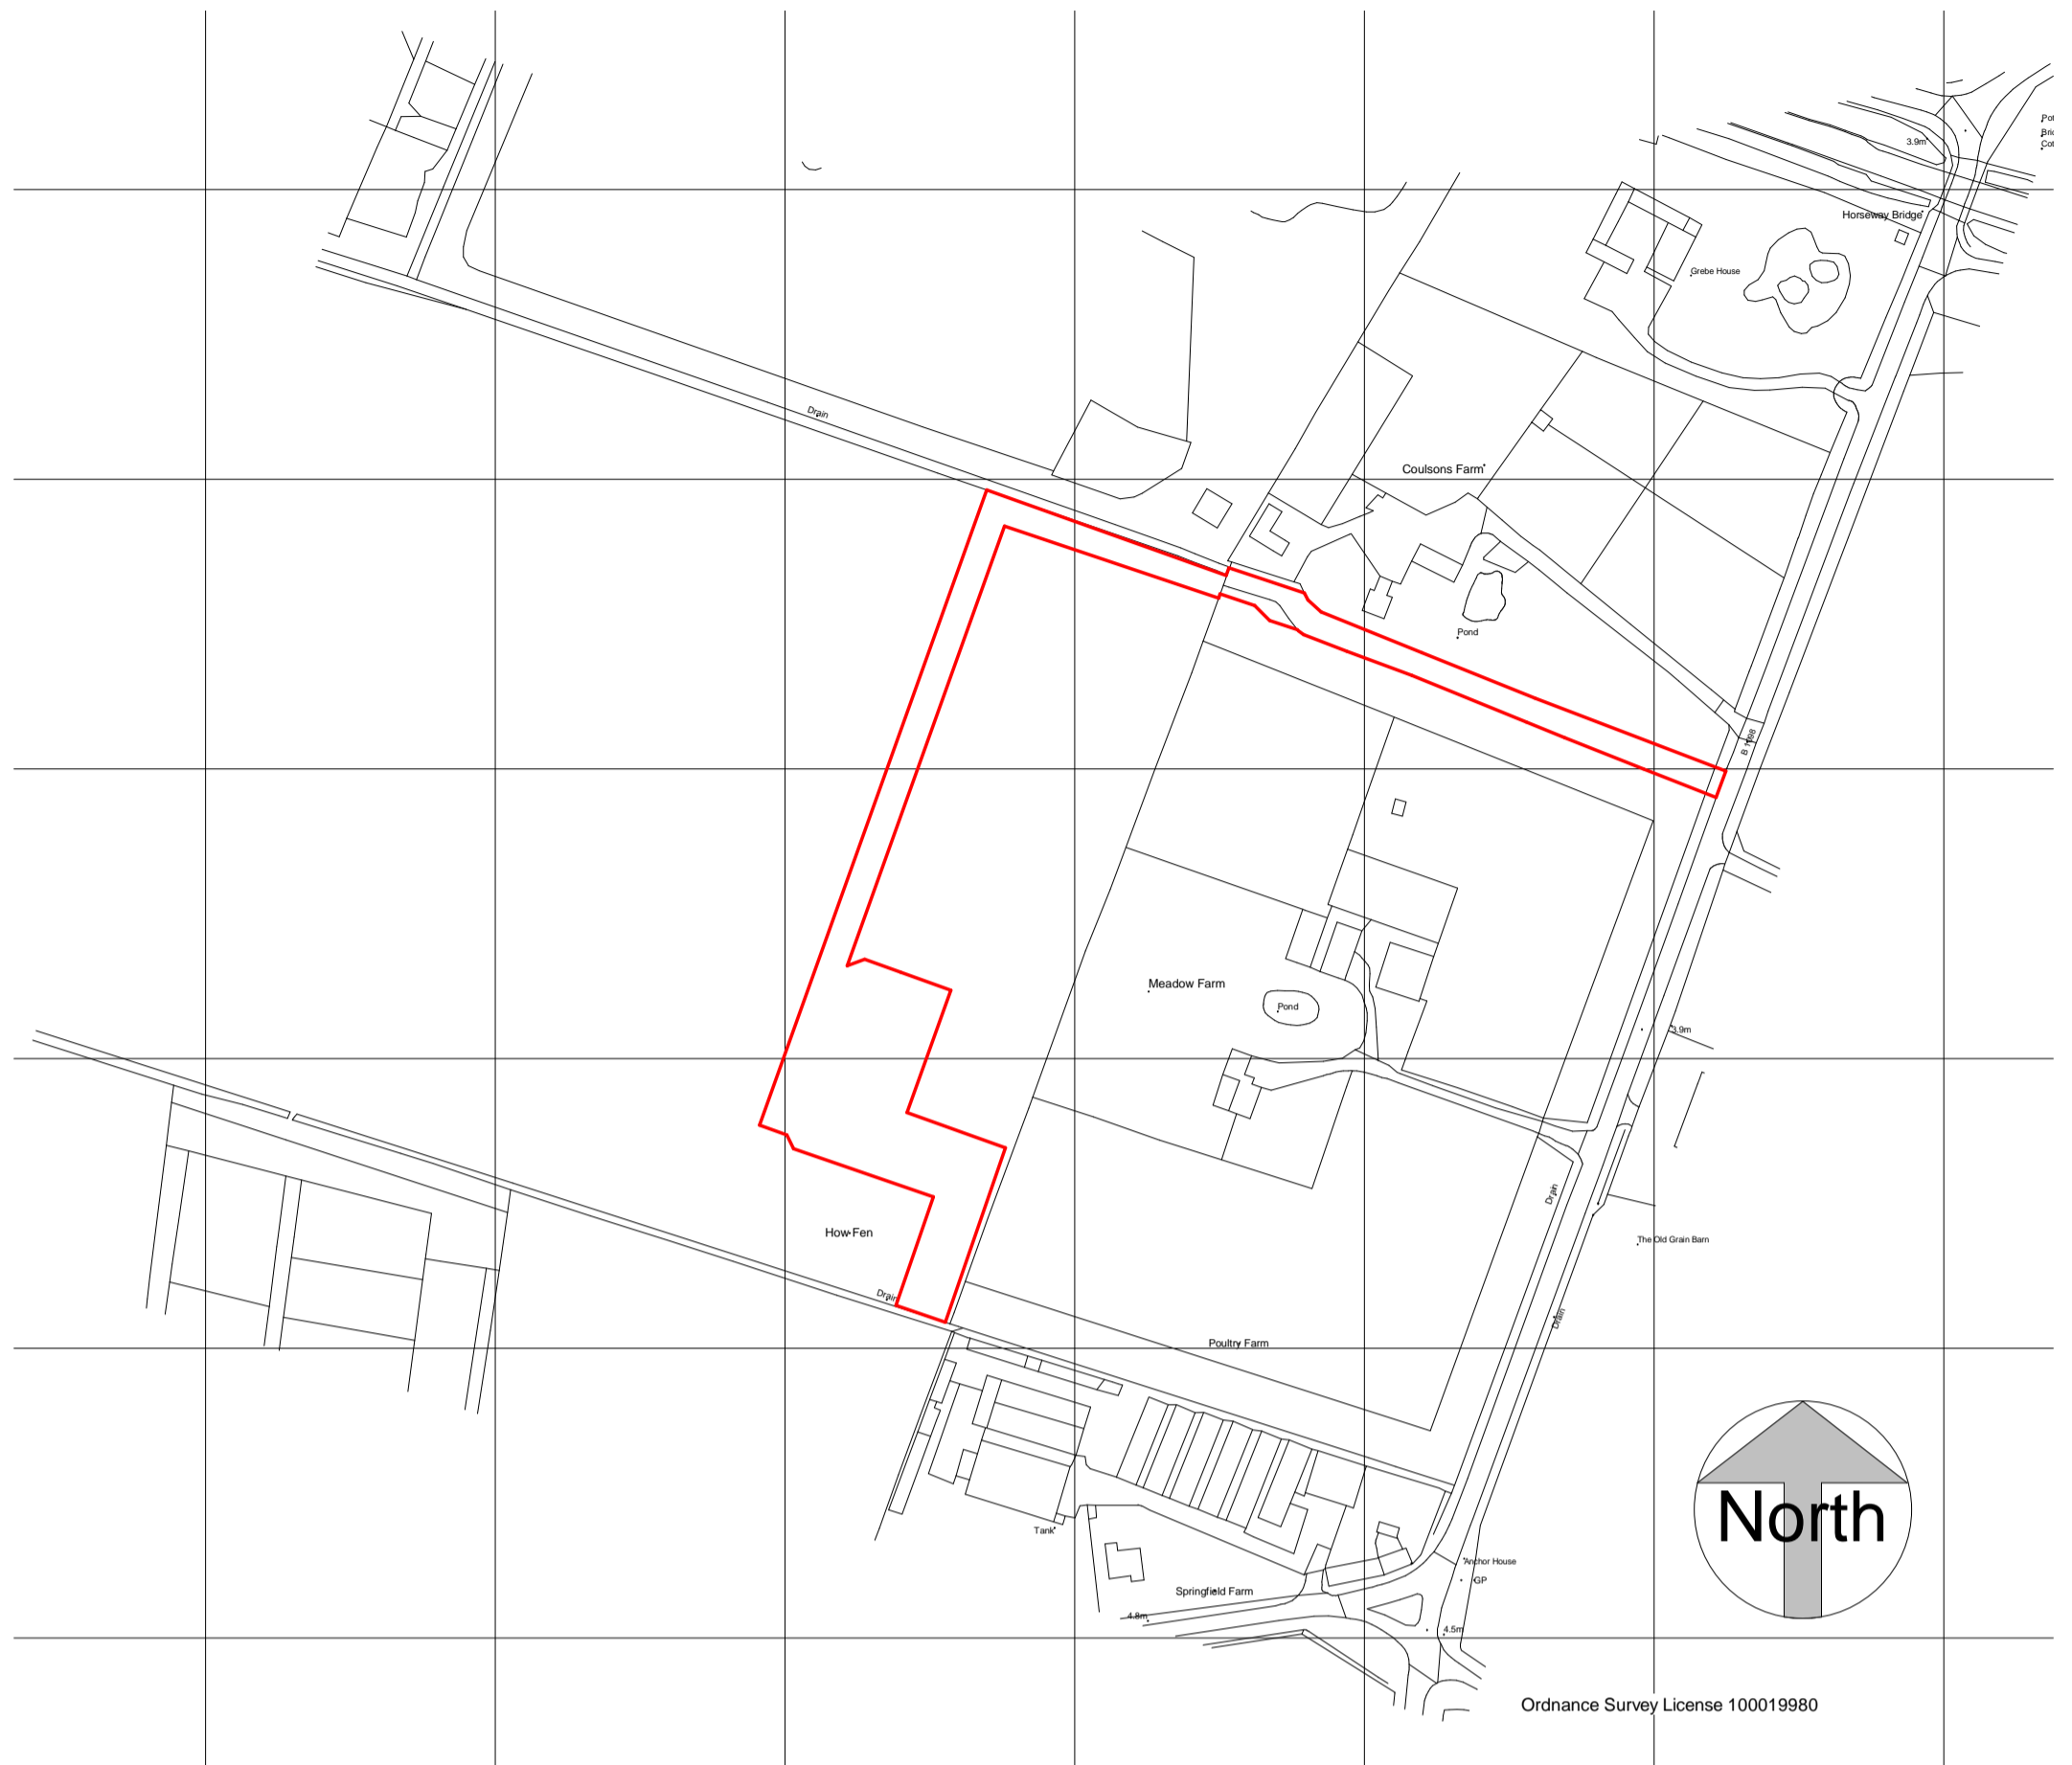 3.9m
Horseway Bridge
Grebe House
Drain
Coulsons Farm
Pond
Meadow Farm
Pond
3.9m
Drain
How Fen
The Old Grain Barn
Drain
Drain
Poultry Farm
North
Tank
Anchor House
GP
Springfield Farm
4.8m
4.5m
Ordnance Survey License 100019980